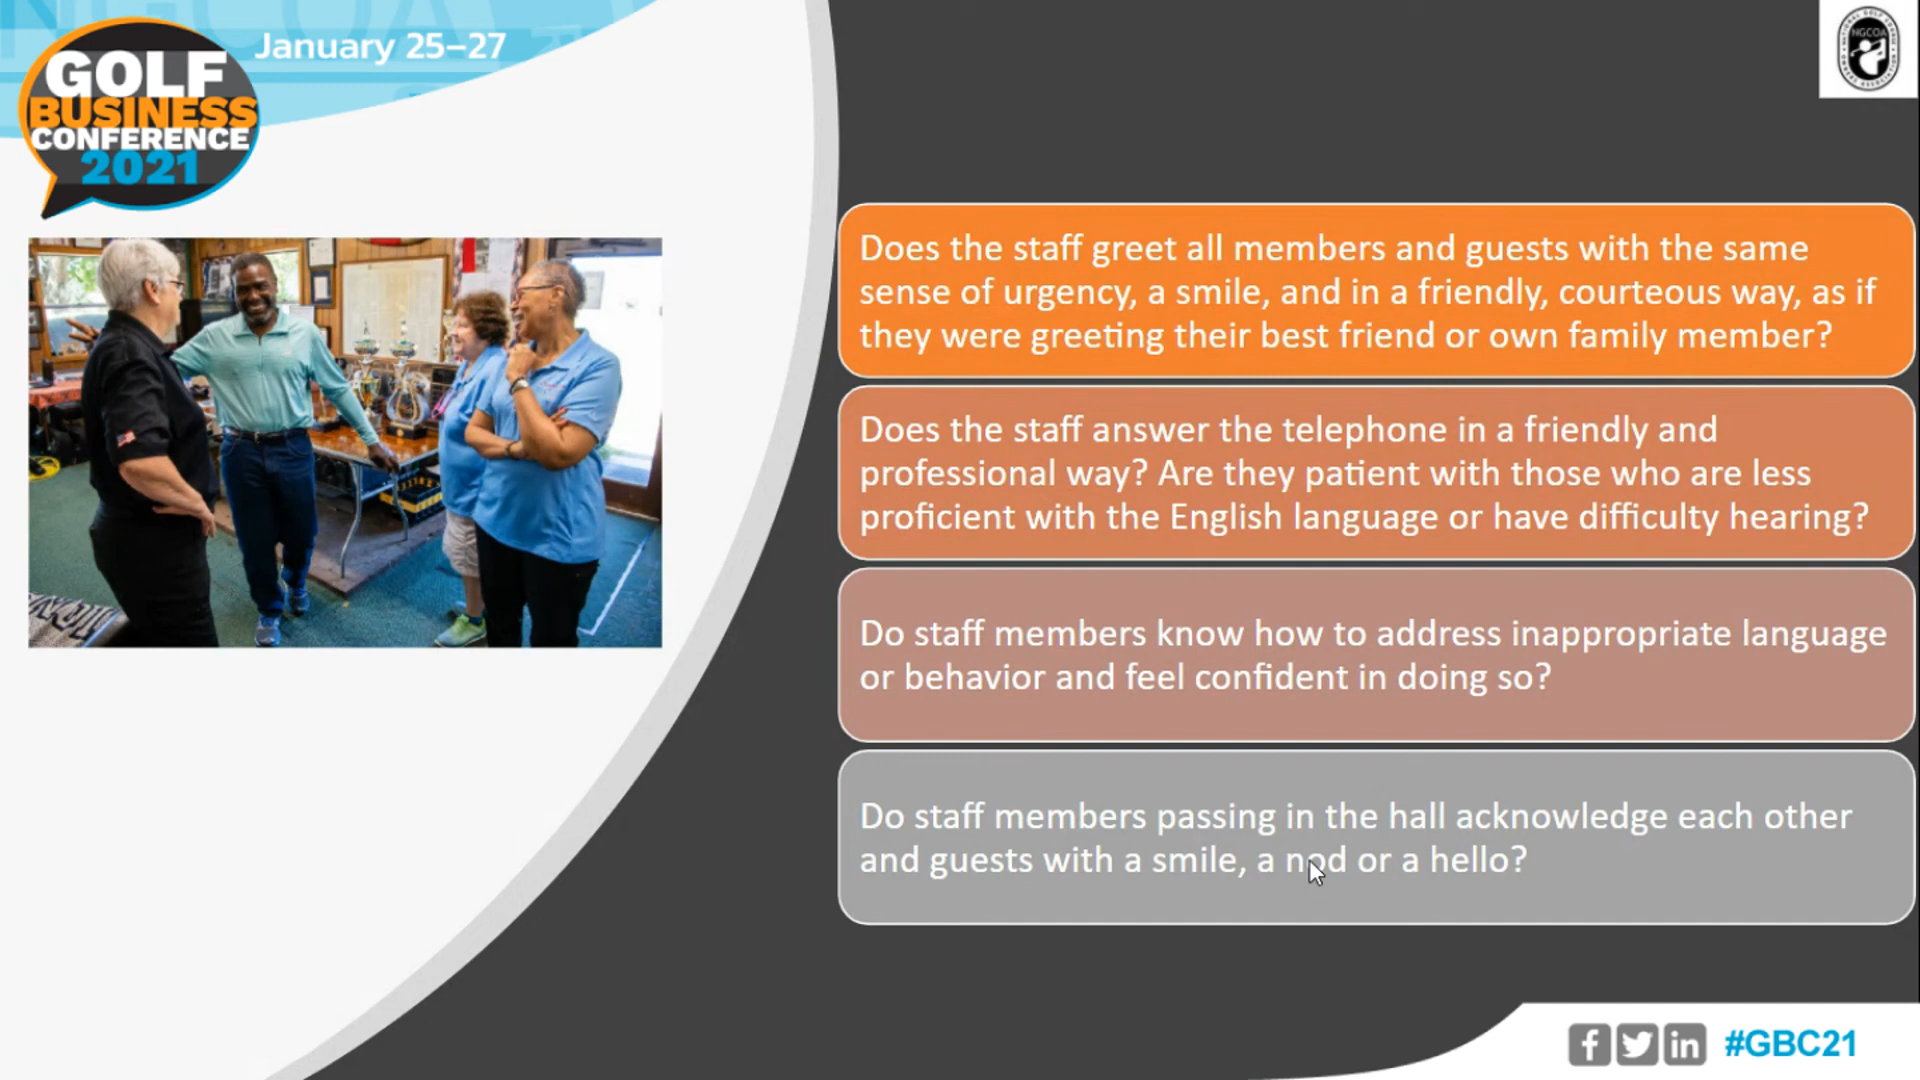 January 25–27
GOLF
BUSINESS
CONFERENCE
2021
NGCOA
Does the staff greet all members and guests with the same
sense of urgency, a smile, and in a friendly, courteous way, as if
they were greeting their best friend or own family member?
Does the staff answer the telephone in a friendly and
professional way? Are they patient with those who are less
proficient with the English language or have difficulty hearing?
Do staff members know how to address inappropriate language
or behavior and feel confident in doing so?
Do staff members passing in the hall acknowledge each other
and guests with a smile, a nod or a hello?
#GBC21